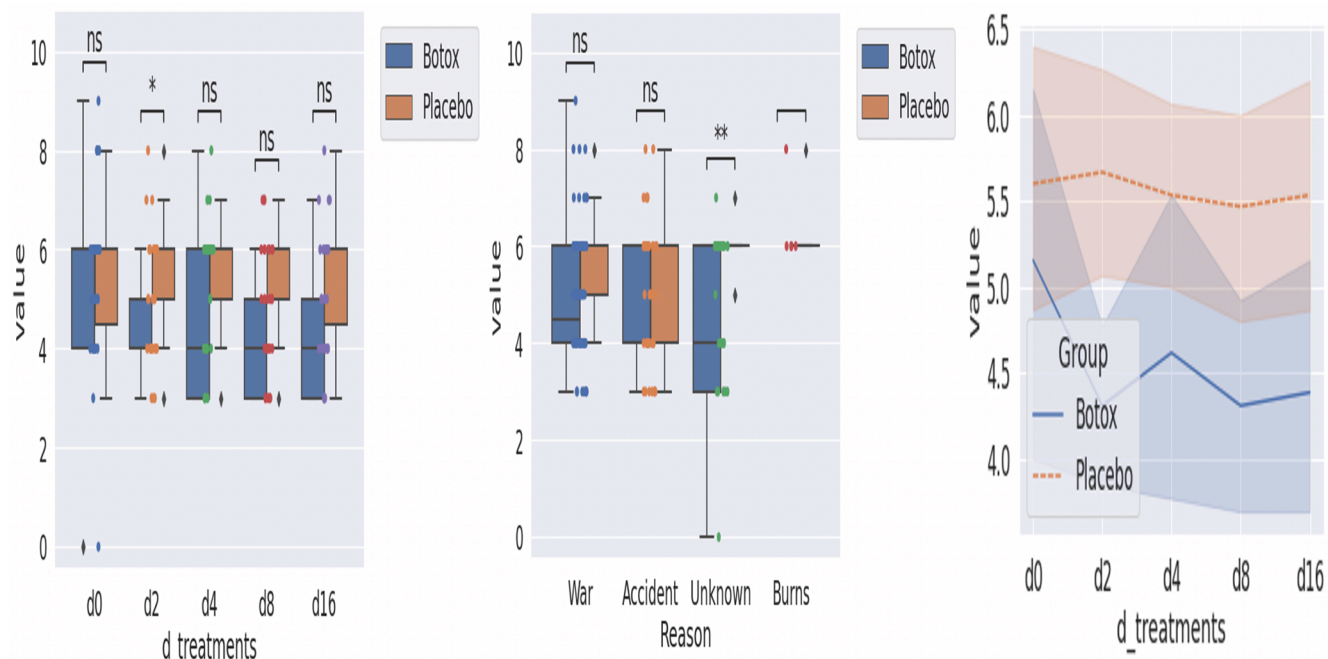 ns
*
ns
ns
ns
10
8
6
4
2
0
value
d0
d2
d4
d8
d16
d_treatments
Botox
Placebo
ns
ns
**
10
8
6
4
2
0
value
War
Accident
Unknown
Burns
Reason
Botox
Placebo
6.5
6.0
5.5
5.0
4.5
4.0
value
Group
Botox
Placebo
d0
d2
d4
d8
d16
d_treatments